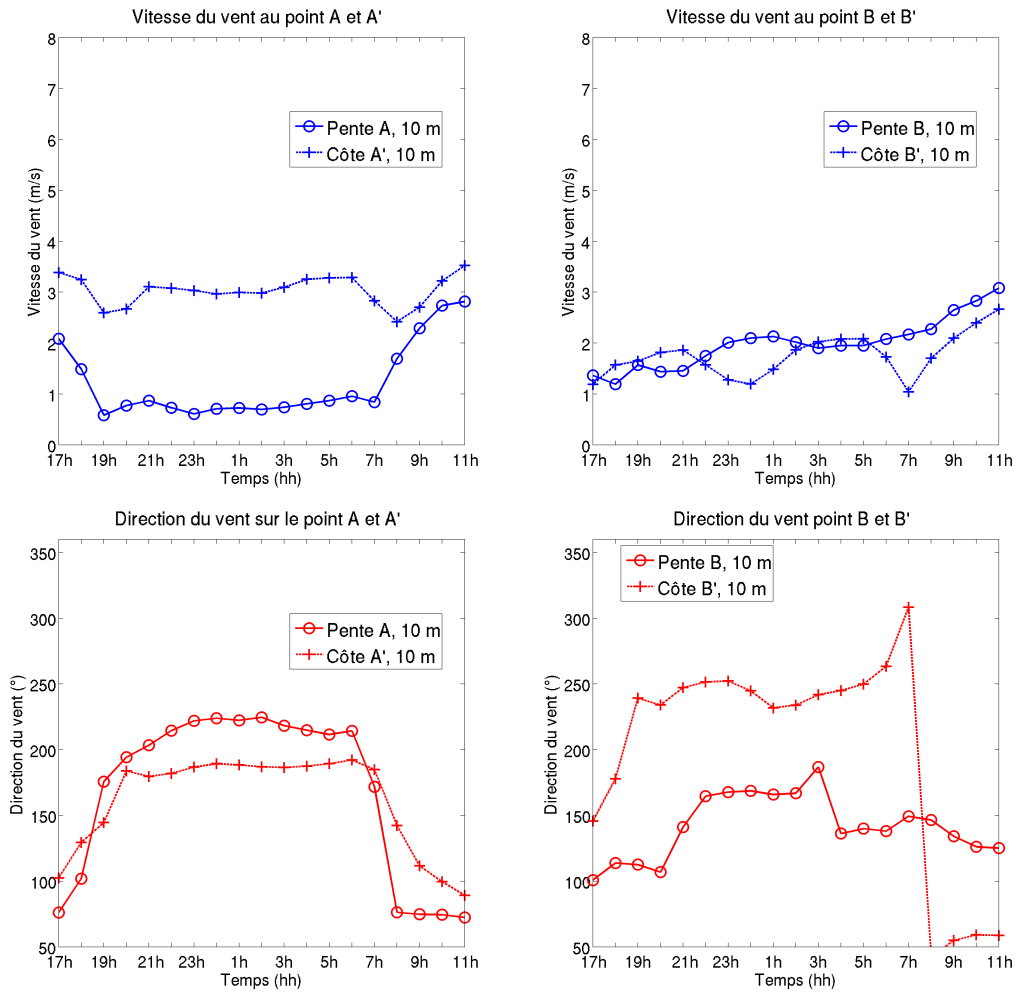 Vitesse du vent au point A et A'
8
7
6
5
4
3
2
1
0
Vitesse du vent (m/s)
Pente A, 10 m
Côte A', 10 m
17h 19h 21h 23h 1h 3h 5h 7h 9h 11h
Temps (hh)
Vitesse du vent au point B et B'
8
7
6
5
4
3
2
1
0
Vitesse du vent (m/s)
Pente B, 10 m
Côte B', 10 m
17h 19h 21h 23h 1h 3h 5h 7h 9h 11h
Temps (hh)
Direction du vent sur le point A et A'
350
300
250
200
150
100
50
Direction du vent (°)
Pente A, 10 m
Côte A', 10 m
17h 19h 21h 23h 1h 3h 5h 7h 9h 11h
Temps (hh)
Direction du vent point B et B'
350
300
250
200
150
100
50
Direction du vent (°)
Pente B, 10 m
Côte B', 10 m
17h 19h 21h 23h 1h 3h 5h 7h 9h 11h
Temps (hh)